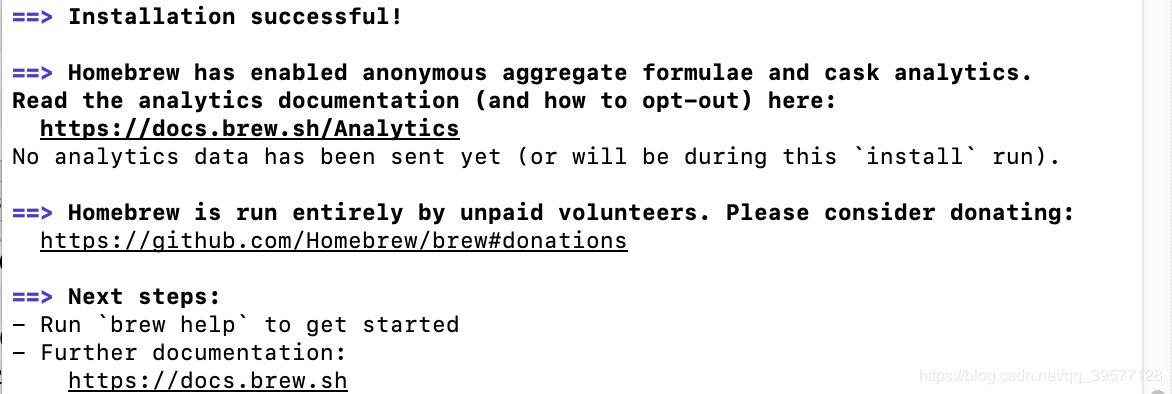 ==> Installation successful!
==> Homebrew has enabled anonymous aggregate formulae and cask analytics.
Read the analytics documentation (and how to opt-out) here:
https://docs.brew.sh/Analytics
No analytics data has been sent yet (or will be during this `install` run).
==> Homebrew is run entirely by unpaid volunteers. Please consider donating:
https://github.com/Homebrew/brew#donations
==> Next steps:
- Run `brew help` to get started
- Further documentation:
https://docs.brew.sh
https://blog.csdn.net/qq_39577128